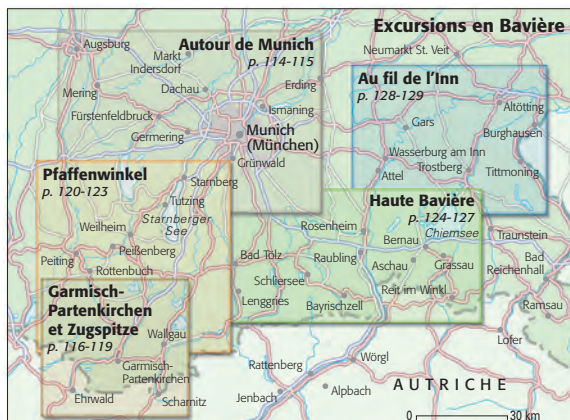 Excursions en Bavière
Autour de Munich
p. 114-115
Augsburg
Markt
Indersdorf
Neumarkt St. Veit
Erding
Mering
Dachau
Ismaning
Fürstenfeldbruck
Germering
Munich
(München)
Grünwald
Au fil de l'Inn
p. 128-129
Altötting
Gars
Burghausen
Wasserburg am Inn
Trostberg
Attel
Tittmoning
Pfaffenwinkel
p. 120-123
Starnberg
Tutzing
Starnberger
See
Weilheim
Peißenberg
Peiting
Rottenbuch
Haute Bavière
p. 124-127
Rosenheim
Bernau
Chiemsee
Traunstein
Bad Tölz
Raubling
Aschau
Grassau
Bad
Reichenhall
Schliersee
Lenggries
Bayrischzell
Reit im Winkl
Ramsau
Garmisch-
Partenkirchen
et Zugspitze
p. 116-119
Wallgau
Garmisch-
Partenkirchen
Ehrwald
Scharnitz
Lofer
Wörgl
Rattenberg
Alpbach
Jenbach
AUTRICHE
0 30 km